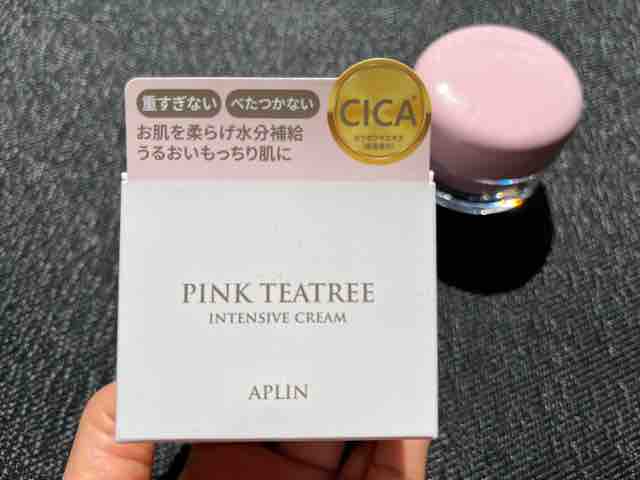 重すぎない べたつかない
お肌を柔らげ水分補給
うるおいもっちり肌に
CICA
PINK TEATREE
INTENSIVE CREAM
APLIN